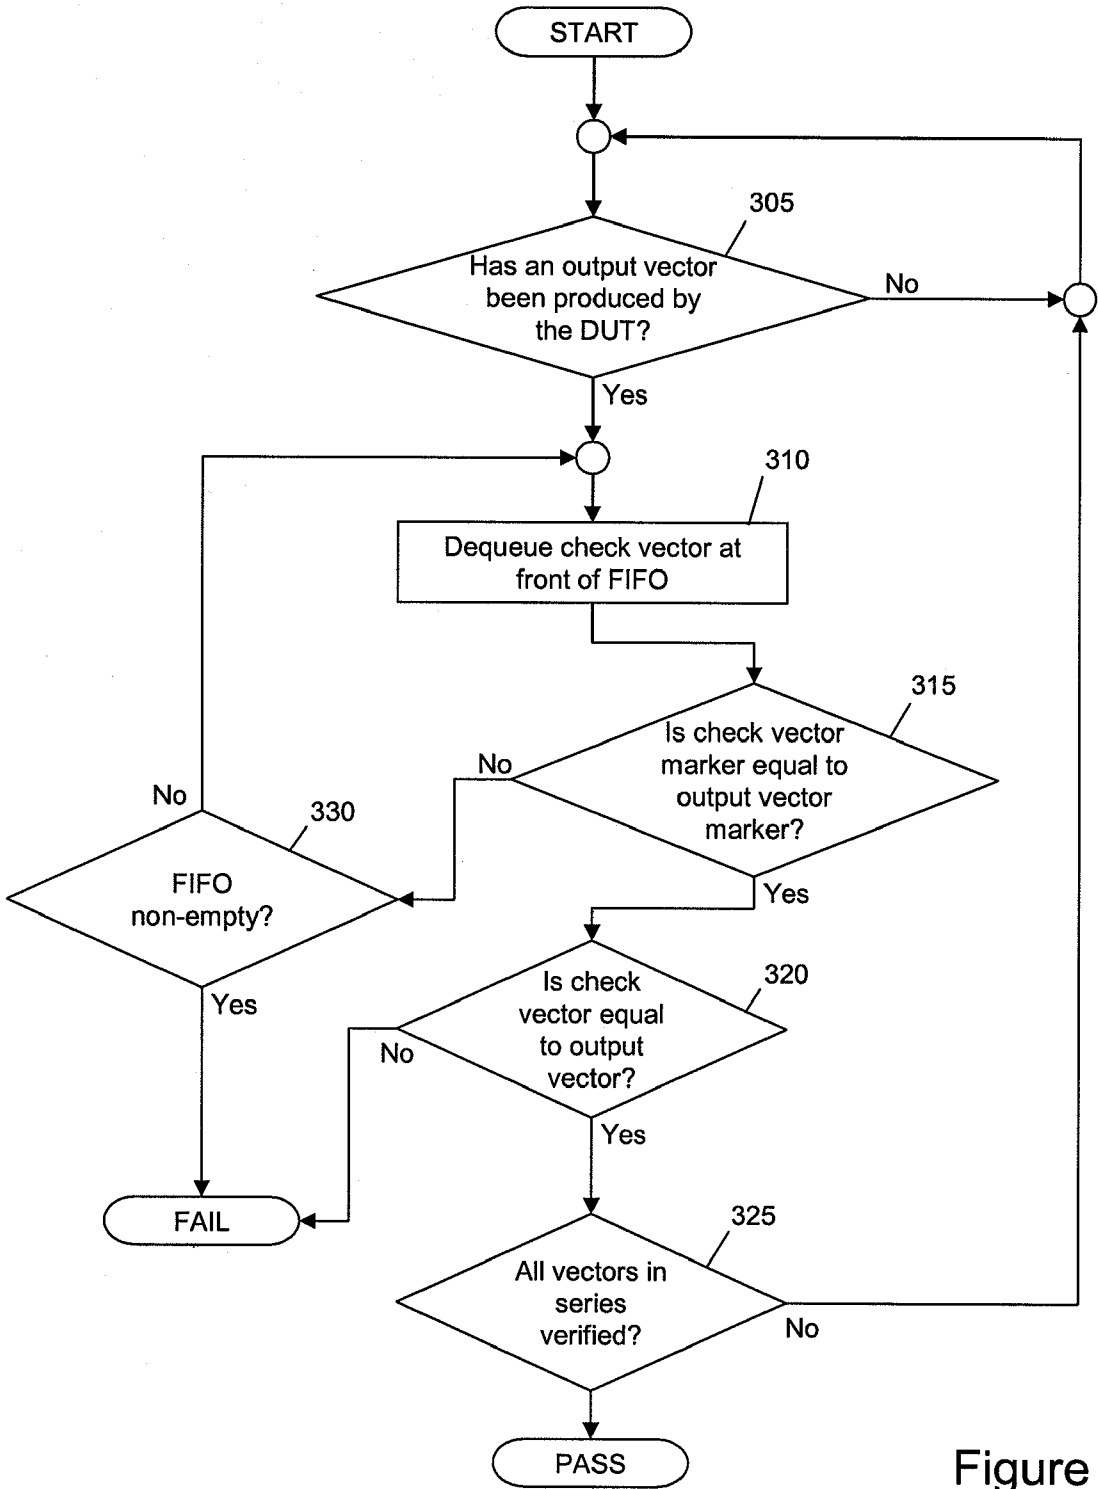 START
305
Has an output vector
been produced by
the DUT?
No
Yes
310
Dequeue check vector at
front of FIFO
315
Is check vector
marker equal to
output vector
marker?
No
Yes
No
330
FIFO
non-empty?
Yes
320
Is check
vector equal
to output
vector?
No
Yes
FAIL
325
All vectors in
series
verified?
No
PASS
Figure